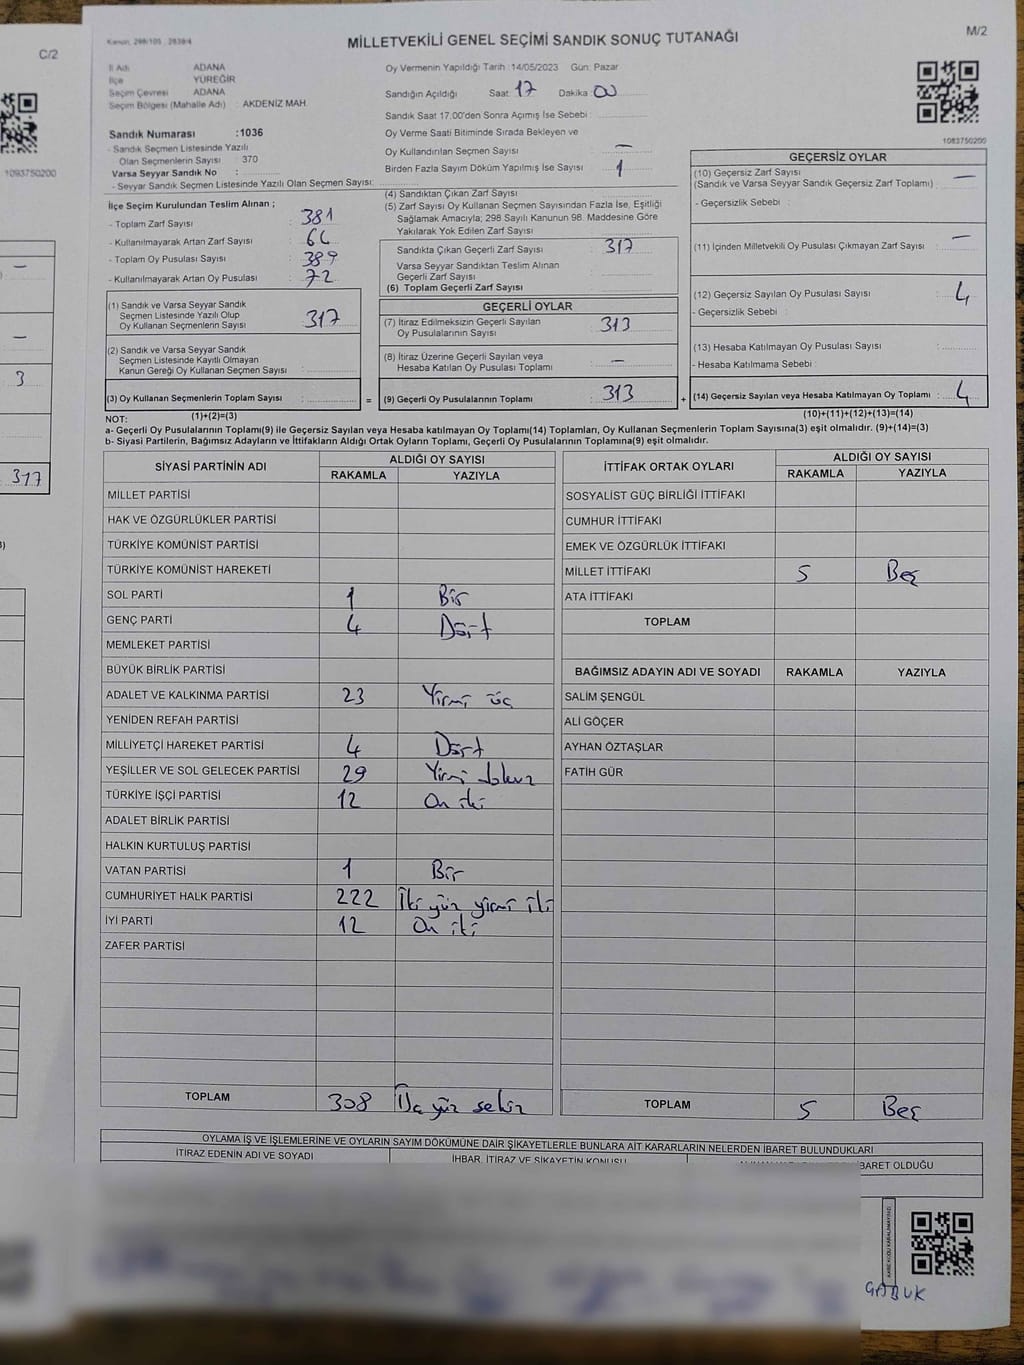 C/2
1093750200
3
317
Kanun: 298/105 , 2839/4
MİLLETVEKİLİ GENEL SEÇİMİ SANDIK SONUÇ TUTANAĞI
M/2
İl Adı ADANA
İlçe YÜREĞİR
Seçim Çevresi ADANA
Seçim Bölgesi (Mahalle Adı) : AKDENİZ MAH.
Sandık Numarası :1036
- Sandık Seçmen Listesinde Yazılı
Olan Seçmenlerin Sayısı : 370
Varsa Seyyar Sandık No :
- Seyyar Sandık Seçmen Listesinde Yazılı Olan Seçmen Sayısı:
Oy Vermenin Yapıldığı Tarih :14/05/2023 Gün: Pazar
Sandığın Açıldığı Saat: 17 Dakika: 00
Sandık Saat 17.00'den Sonra Açılmış İse Sebebi :
Oy Verme Saati Bitiminde Sırada Bekleyen ve
Oy Kullandırılan Seçmen Sayısı : —
Birden Fazla Sayım Döküm Yapılmış İse Sayısı : 1
1083750200
İlçe Seçim Kurulundan Teslim Alınan ;
- Toplam Zarf Sayısı : 381
- Kullanılmayarak Artan Zarf Sayısı : 64
- Toplam Oy Pusulası Sayısı : 389
- Kullanılmayarak Artan Oy Pusulası : 72
(1) Sandık ve Varsa Seyyar Sandık
Seçmen Listesinde Yazılı Olup
Oy Kullanan Seçmenlerin Sayısı : 317
(2) Sandık ve Varsa Seyyar Sandık
Seçmen Listesinde Kayıtlı Olmayan
Kanun Gereği Oy Kullanan Seçmen Sayısı :
(3) Oy Kullanan Seçmenlerin Toplam Sayısı :
(1)+(2)=(3)
(4) Sandıktan Çıkan Zarf Sayısı
(5) Zarf Sayısı Oy Kullanan Seçmen Sayısından Fazla İse, Eşitliği
Sağlamak Amacıyla; 298 Sayılı Kanunun 98. Maddesine Göre
Yakılarak Yok Edilen Zarf Sayısı :
Sandıkta Çıkan Geçerli Zarf Sayısı : 317
Varsa Seyyar Sandıktan Teslim Alınan
Geçerli Zarf Sayısı :
(6) Toplam Geçerli Zarf Sayısı
GEÇERLİ OYLAR
(7) İtiraz Edilmeksizin Geçerli Sayılan
Oy Pusulalarının Sayısı : 313
(8) İtiraz Üzerine Geçerli Sayılan veya
Hesaba Katılan Oy Pusulası Toplamı : —
= (9) Geçerli Oy Pusulalarının Toplamı : 313
GEÇERSİZ OYLAR
(10) Geçersiz Zarf Sayısı
(Sandık ve Varsa Seyyar Sandık Geçersiz Zarf Toplamı) : —
- Geçersizlik Sebebi :
(11) İçinden Milletvekili Oy Pusulası Çıkmayan Zarf Sayısı : —
(12) Geçersiz Sayılan Oy Pusulası Sayısı : 4
- Geçersizlik Sebebi :
(13) Hesaba Katılmayan Oy Pusulası Sayısı :
- Hesaba Katılmama Sebebi :
+ (14) Geçersiz Sayılan veya Hesaba Katılmayan Oy Toplamı : 4
(10)+(11)+(12)+(13)=(14)
NOT:
a- Geçerli Oy Pusulalarının Toplamı(9) ile Geçersiz Sayılan veya Hesaba katılmayan Oy Toplamı(14) Toplamları, Oy Kullanan Seçmenlerin Toplam Sayısına(3) eşit olmalıdır. (9)+(14)=(3)
b- Siyasi Partilerin, Bağımsız Adayların ve İttifakların Aldığı Ortak Oyların Toplamı, Geçerli Oy Pusulalarının Toplamına(9) eşit olmalıdır.
SİYASİ PARTİNİN ADI ALDIĞI OY SAYISI
RAKAMLA YAZIYLA
MİLLET PARTİSİ
HAK VE ÖZGÜRLÜKLER PARTİSİ
TÜRKİYE KOMÜNİST PARTİSİ
TÜRKİYE KOMÜNİST HAREKETİ
SOL PARTİ 1 Bir
GENÇ PARTİ 4 Dört
MEMLEKET PARTİSİ
BÜYÜK BİRLİK PARTİSİ
ADALET VE KALKINMA PARTİSİ 23 Yirmi üç
YENİDEN REFAH PARTİSİ
MİLLİYETÇİ HAREKET PARTİSİ 4 Dört
YEŞİLLER VE SOL GELECEK PARTİSİ 29 Yirmi dokuz
TÜRKİYE İŞÇİ PARTİSİ 12 On iki
ADALET BİRLİK PARTİSİ
HALKIN KURTULUŞ PARTİSİ
VATAN PARTİSİ 1 Bir
CUMHURİYET HALK PARTİSİ 222 İki yüz yirmi iki
İYİ PARTİ 12 On iki
ZAFER PARTİSİ
TOPLAM 308 Üç yüz sekiz
İTTİFAK ORTAK OYLARI ALDIĞI OY SAYISI
RAKAMLA YAZIYLA
SOSYALİST GÜÇ BİRLİĞİ İTTİFAKI
CUMHUR İTTİFAKI
EMEK VE ÖZGÜRLÜK İTTİFAKI
MİLLET İTTİFAKI 5 Beş
ATA İTTİFAKI
TOPLAM
BAĞIMSIZ ADAYIN ADI VE SOYADI RAKAMLA YAZIYLA
SALİM ŞENGÜL
ALİ GÖÇER
AYHAN ÖZTAŞLAR
FATİH GÜR
TOPLAM 5 Beş
OYLAMA İŞ VE İŞLEMLERİNE VE OYLARIN SAYIM DÖKÜMÜNE DAİR ŞİKAYETLERLE BUNLARA AİT KARARLARIN NELERDEN İBARET BULUNDUKLARI
İTİRAZ EDENİN ADI VE SOYADI
İHBAR, İTİRAZ VE ŞİKAYETİN KONUSU
İBARET OLDUĞU